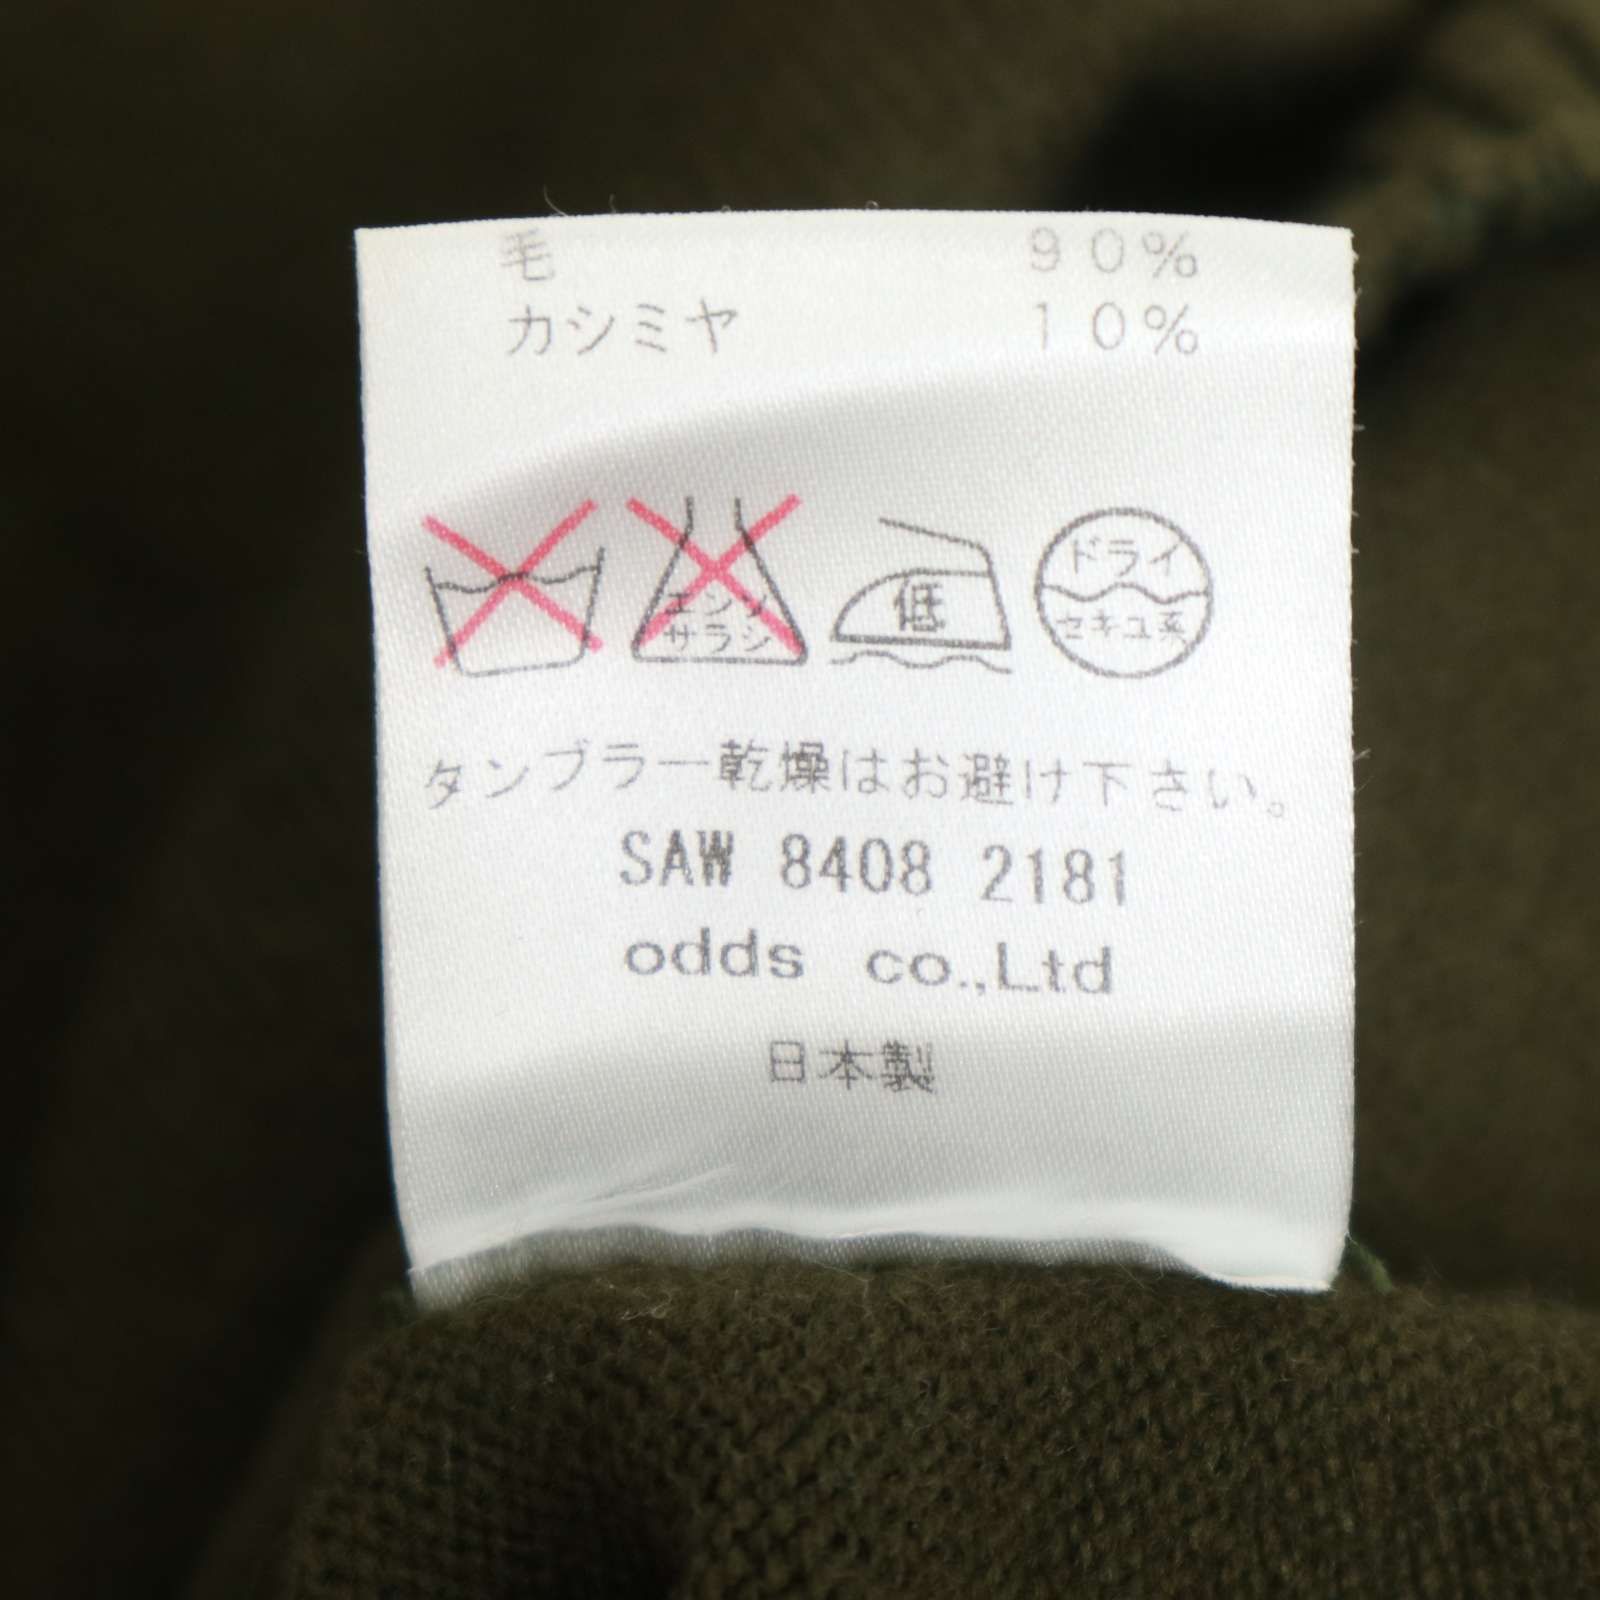 毛 90%
カシミヤ 10%
エンソ
サラシ
低
ドライ
セキユ系
タンブラー乾燥はお避け下さい。
SAW 8408 2181
odds co.,Ltd
日本製